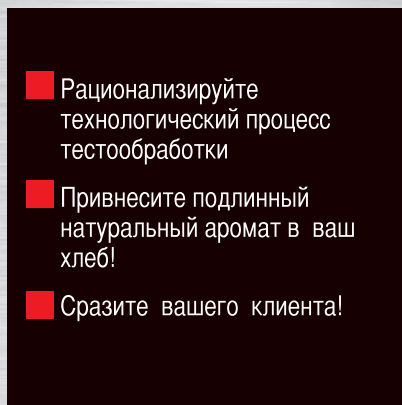 Рационализируйте
технологический процесс
тестообработки
Привнесите подлинный
натуральный аромат в ваш
хлеб!
Сразите вашего клиента!